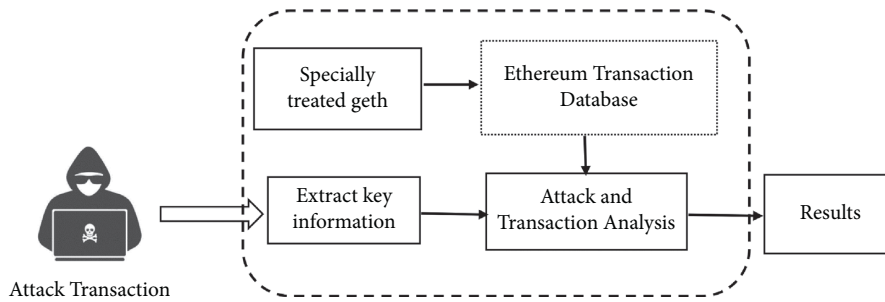 Specially
treated geth
Ethereum Transaction
Database
Extract key
information
Attack and
Transaction Analysis
Results
Attack Transaction